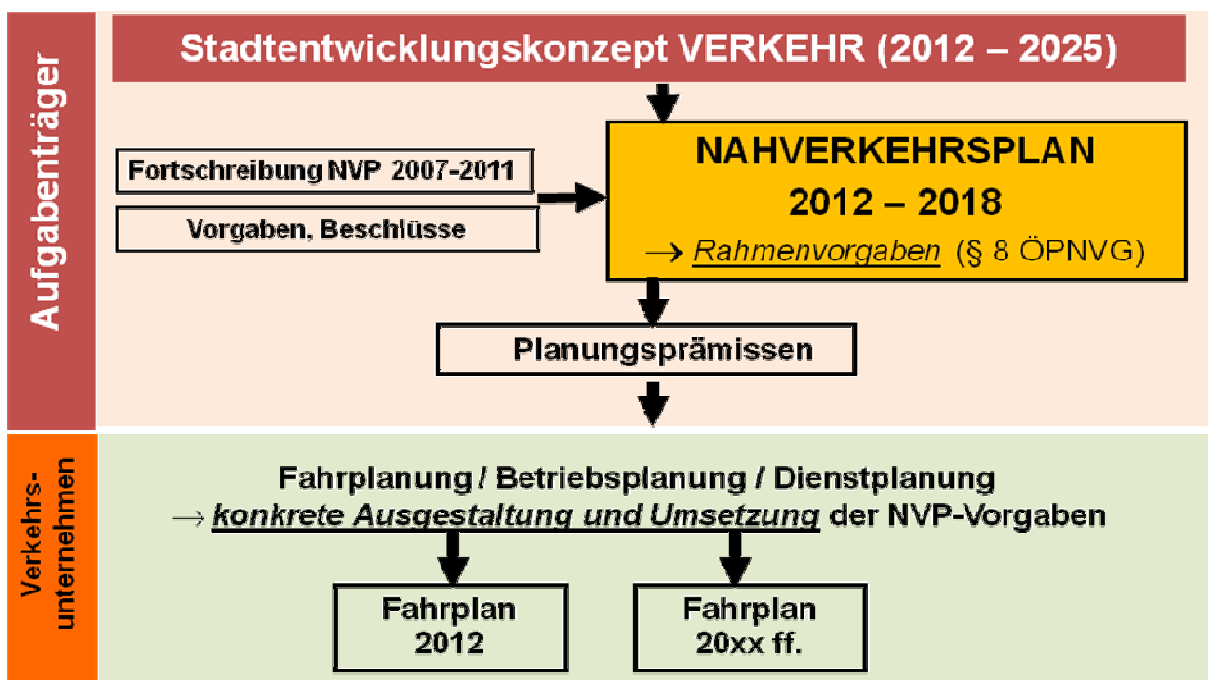 Stadtentwicklungskonzept VERKEHR (2012 – 2025)
Aufgabenträger
Fortschreibung NVP 2007-2011
Vorgaben, Beschlüsse
NAHVERKEHRSPLAN
2012 – 2018
→ Rahmenvorgaben (§ 8 ÖPNVG)
Planungsprämissen
Verkehrs-
unternehmen
Fahrplanung / Betriebsplanung / Dienstplanung
→ konkrete Ausgestaltung und Umsetzung der NVP-Vorgaben
Fahrplan
2012
Fahrplan
20xx ff.